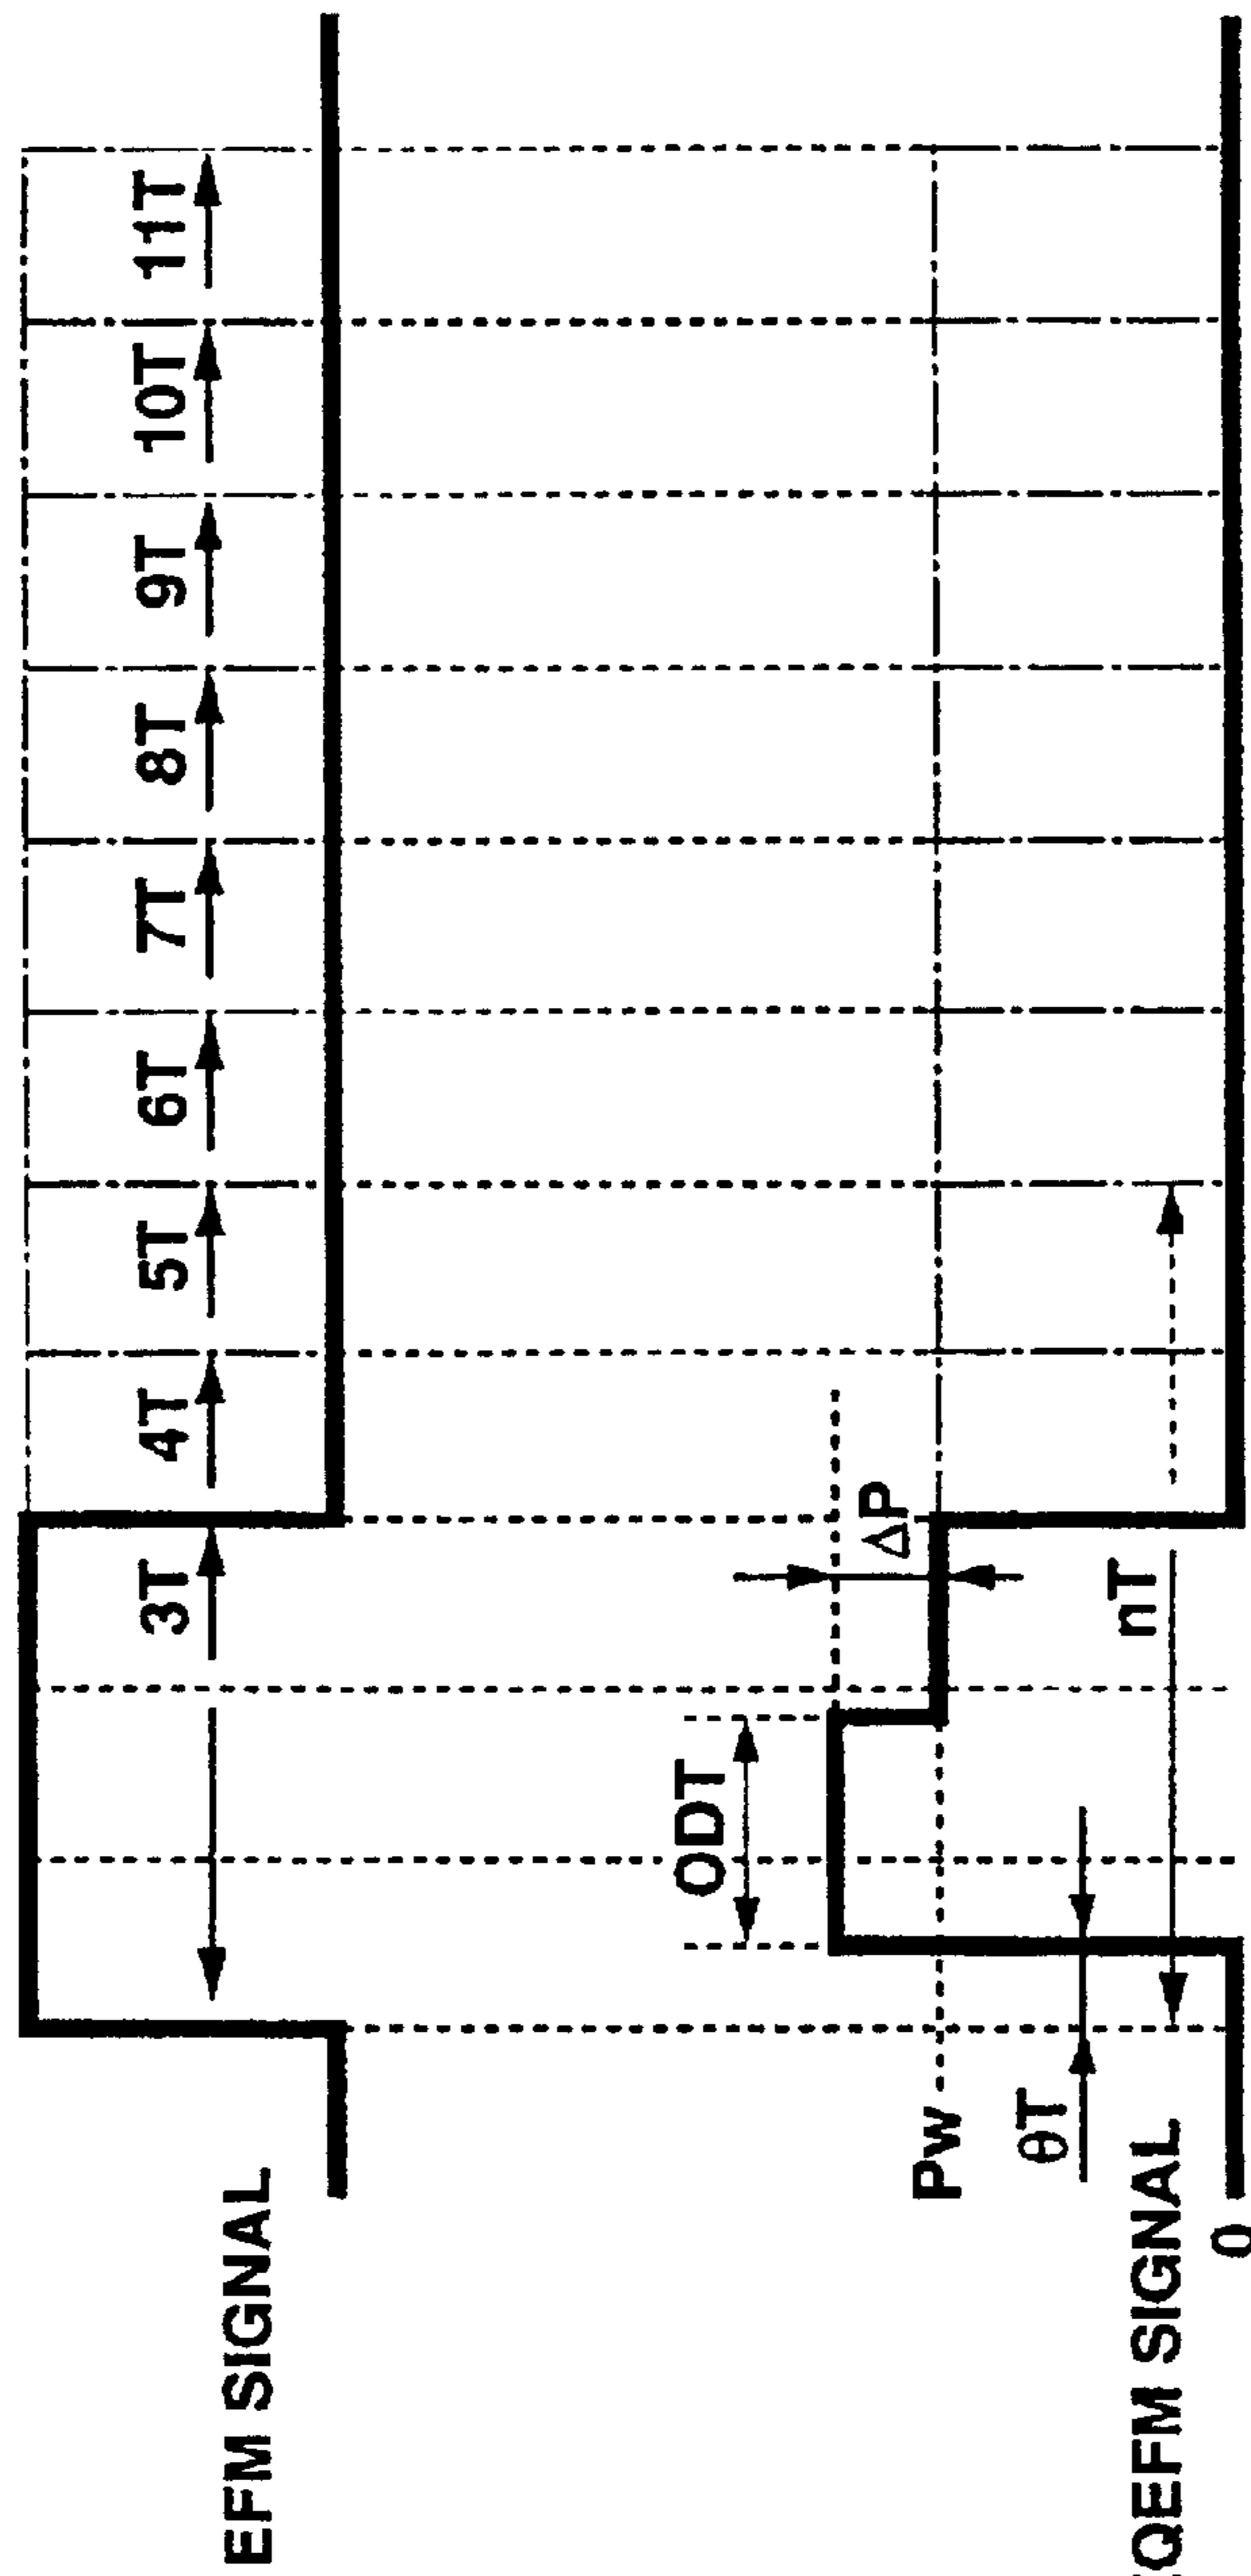 EFM SIGNAL
3T
4T
5T
6T
7T
8T
9T
10T
11T
ODT
ΔP
Pw
θT
nT
QEFM SIGNAL
0